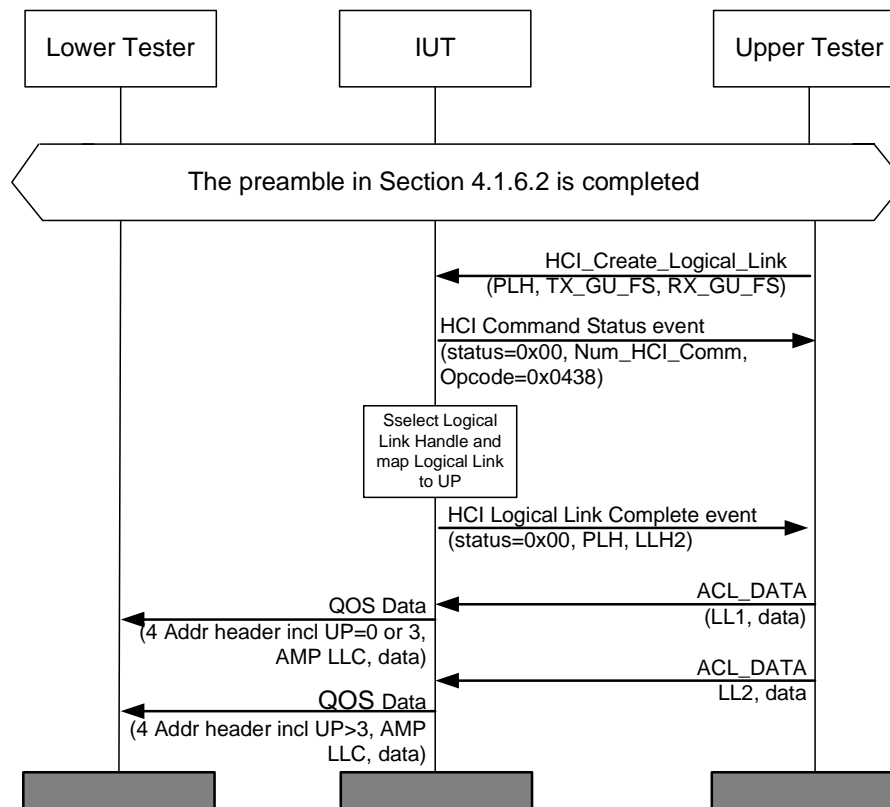 Lower Tester
IUT
Upper Tester
The preamble in Section 4.1.6.2 is completed
HCI_Create_Logical_Link
(PLH, TX_GU_FS, RX_GU_FS)
HCI Command Status event
(status=0x00, Num_HCI_Comm,
Opcode=0x0438)
Sselect Logical
Link Handle and
map Logical Link
to UP
HCI Logical Link Complete event
(status=0x00, PLH, LLH2)
ACL_DATA
(LL1, data)
QOS Data
(4 Addr header incl UP=0 or 3,
AMP LLC, data)
ACL_DATA
LL2, data
QOS Data
(4 Addr header incl UP>3, AMP
LLC, data)